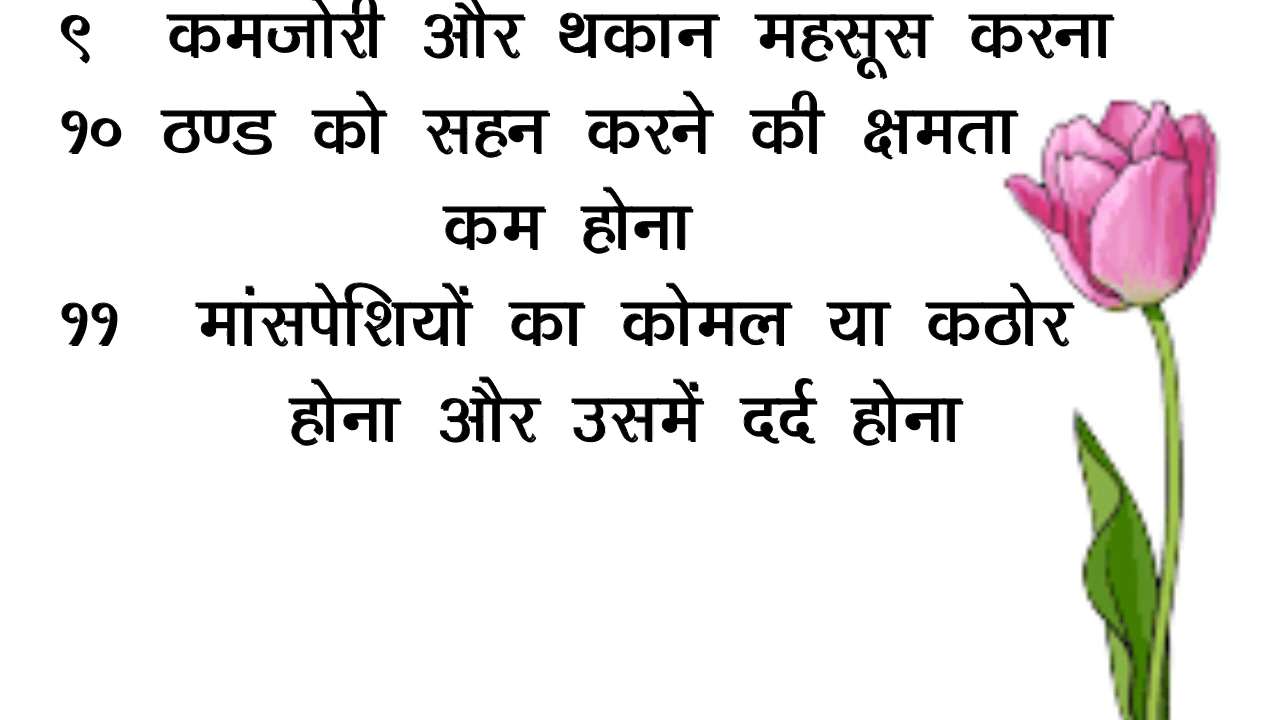 ९ कमजोरी और थकान महसूस करना
१० ठण्ड को सहन करने की क्षमता
कम होना
११ मांसपेशियों का कोमल या कठोर
होना और उसमें दर्द होना